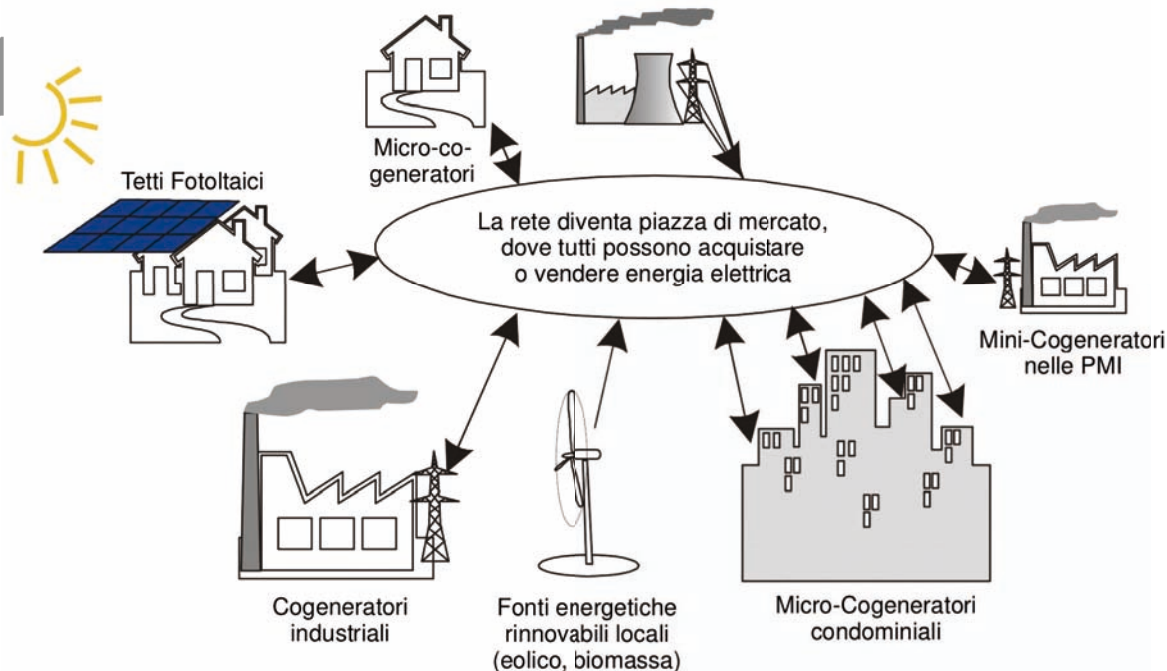 Micro-co-
generatori
Tetti Fotoltaici
La rete diventa piazza di mercato,
dove tutti possono acquistare
o vendere energia elettrica
Mini-Cogeneratori
nelle PMI
Cogeneratori
industriali
Fonti energetiche
rinnovabili locali
(eolico, biomassa)
Micro-Cogeneratori
condominiali